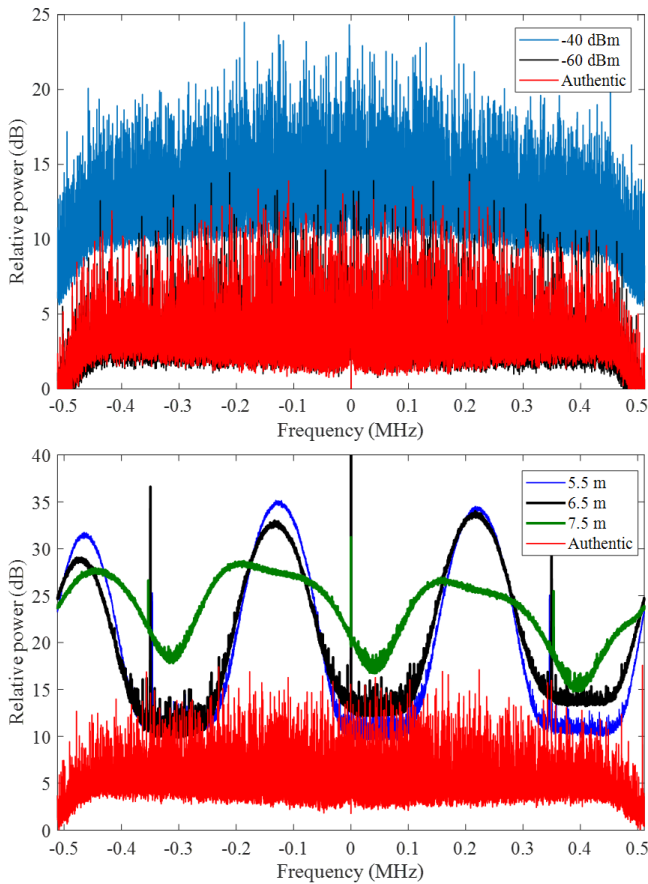 25
20
15
10
5
0
Relative power (dB)
-40 dBm
-60 dBm
Authentic
-0.5 -0.4 -0.3 -0.2 -0.1 0 0.1 0.2 0.3 0.4 0.5
Frequency (MHz)
40
35
30
25
20
15
10
5
0
Relative power (dB)
5.5 m
6.5 m
7.5 m
Authentic
-0.5 -0.4 -0.3 -0.2 -0.1 0 0.1 0.2 0.3 0.4 0.5
Frequency (MHz)